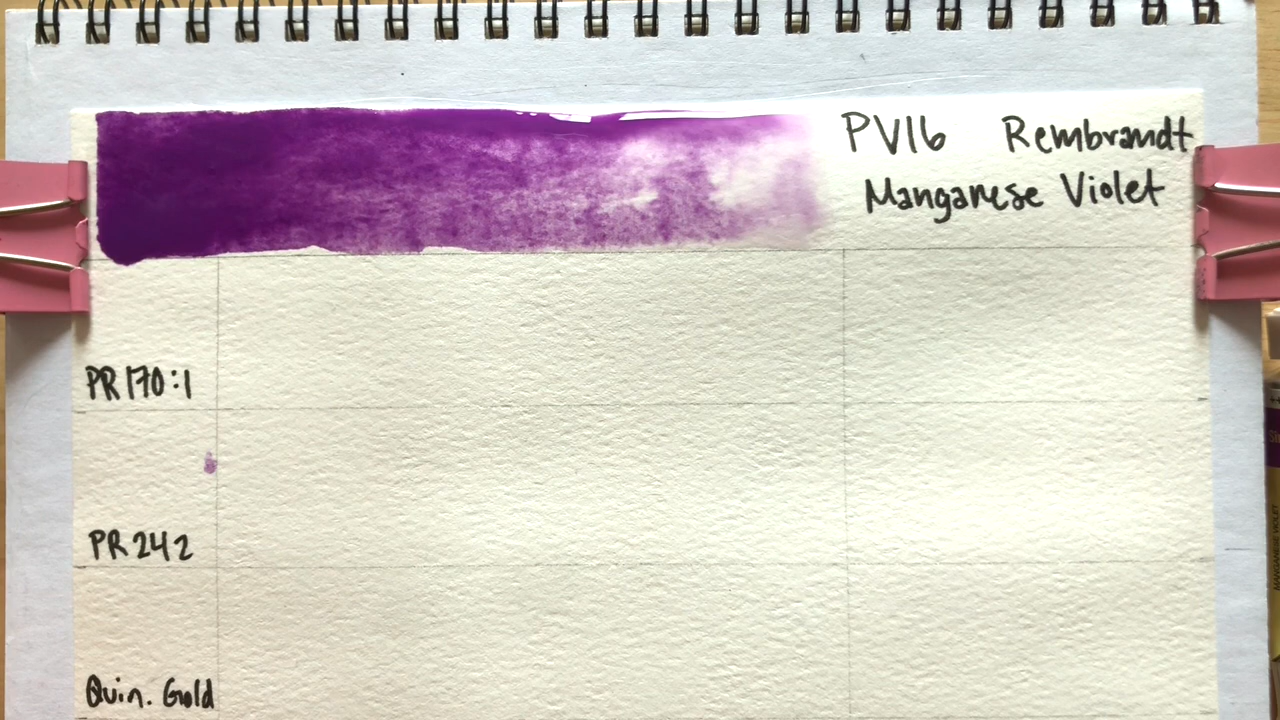 PV16 Rembrandt
Manganese Violet
PR170:1
PR242
Quin. Gold